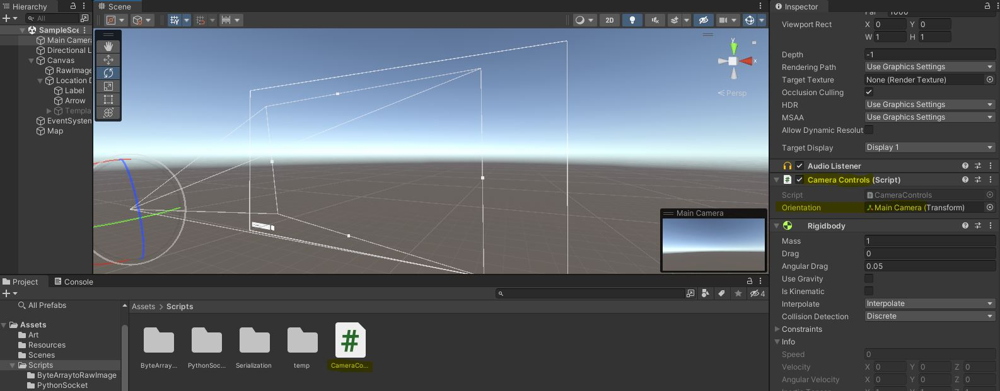 Hierarchy
All
SampleSce
Main Camera
Directional L
Canvas
RawImage
Location D
Label
Arrow
Templa
EventSystem
Map
Scene
2D
y
x
Persp
Main Camera
Project
Console
4
All Prefabs
Assets
Art
Resources
Scenes
Scripts
ByteArraytoRawImage
PythonSocket
Assets > Scripts
ByteArray...
PythonSoc...
Serialization
temp
CameraCo...
Inspector
Far 1000
Viewport Rect X 0 Y 0
W 1 H 1
Depth -1
Rendering Path Use Graphics Settings
Target Texture None (Render Texture)
Occlusion Culling
HDR Use Graphics Settings
MSAA Use Graphics Settings
Allow Dynamic Resolut
Target Display Display 1
Audio Listener
# Camera Controls (Script)
Script CameraControls
Orientation Main Camera (Transform)
Rigidbody
Mass 1
Drag 0
Angular Drag 0.05
Use Gravity
Is Kinematic
Interpolate Interpolate
Collision Detection Discrete
Constraints
Info
Speed 0
Velocity X 0 Y 0 Z 0
Angular Velocity X 0 Y 0 Z 0